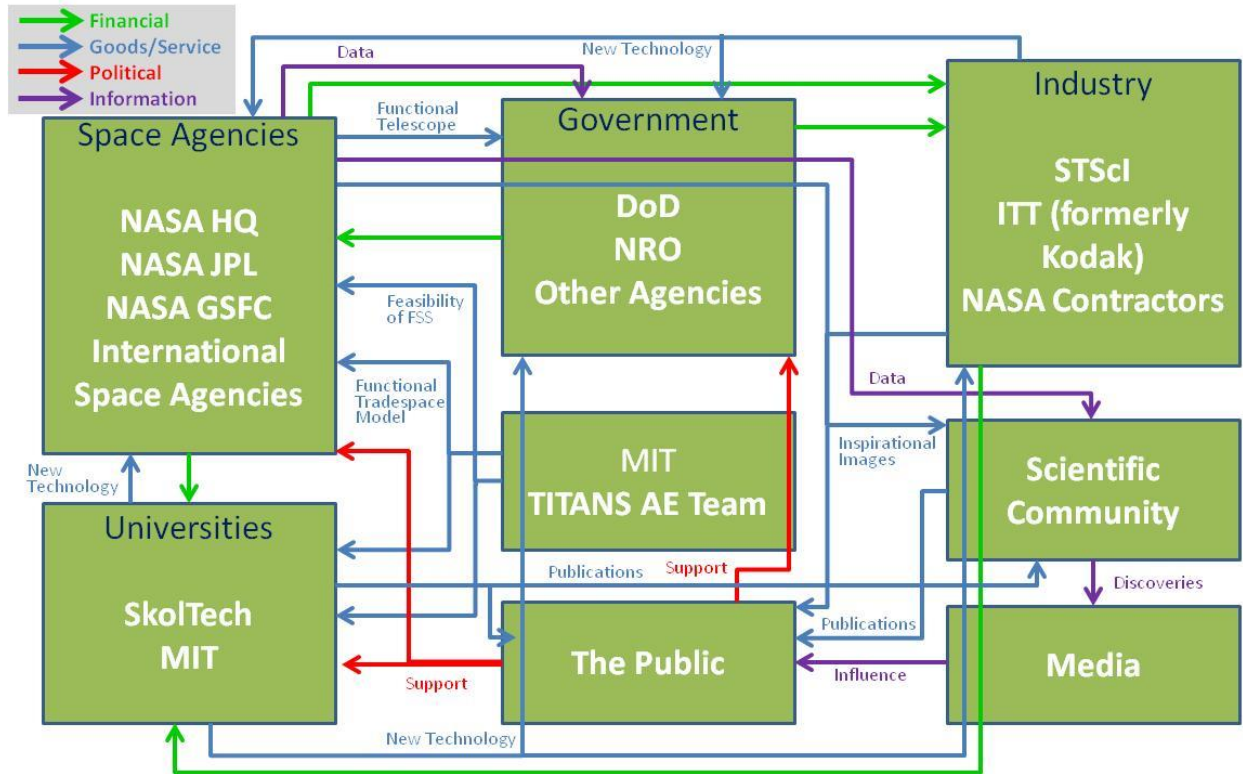 Financial
Goods/Service
Political
Information
Data
New Technology
Functional
Telescope
Space Agencies
NASA HQ
NASA JPL
NASA GSFC
International
Space Agencies
Government
DoD
NRO
Other Agencies
Industry
STScI
ITT (formerly
Kodak)
NASA Contractors
Feasibility
of FSS
Functional
Tradespace
Model
Data
Inspirational
Images
MIT
TITANS AE Team
Scientific
Community
New
Technology
Universities
SkolTech
MIT
Publications
Support
Discoveries
The Public
Publications
Media
Support
Influence
New Technology